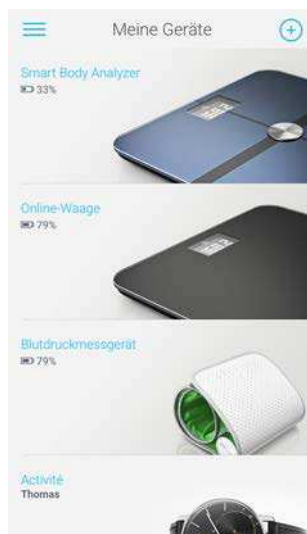 Meine Geräte
Smart Body Analyzer
33%
Online-Waage
79%
Blutdruckmessgerät
79%
Activité
Thomas